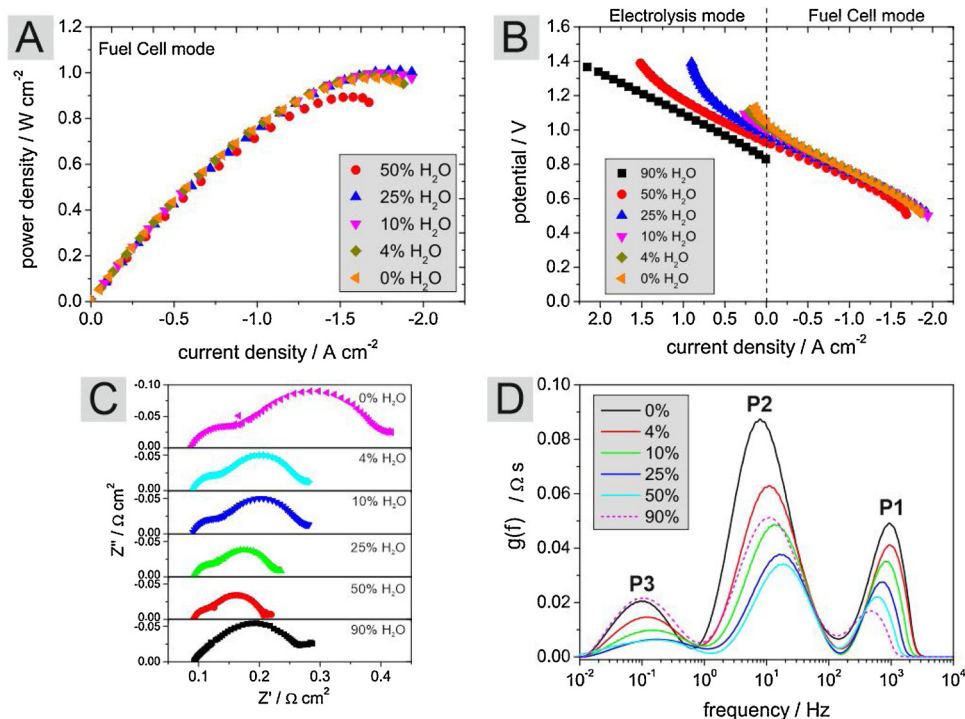 A
Fuel Cell mode
power density / W cm⁻²
1.2
1.0
0.8
0.6
0.4
0.2
0.0
50% H₂O
25% H₂O
10% H₂O
4% H₂O
0% H₂O
0.0 -0.5 -1.0 -1.5 -2.0
current density / A cm⁻²
B
Electrolysis mode Fuel Cell mode
potential / V
1.6
1.4
1.2
1.0
0.8
0.6
0.4
0.2
0.0
90% H₂O
50% H₂O
25% H₂O
10% H₂O
4% H₂O
0% H₂O
2.0 1.5 1.0 0.5 0.0 -0.5 -1.0 -1.5 -2.0
current density / A cm⁻²
C
Z'' / Ω cm²
-0.10
-0.05
0.00
0% H₂O
-0.05
0.00
4% H₂O
-0.05
0.00
10% H₂O
-0.05
0.00
25% H₂O
-0.05
0.00
50% H₂O
-0.05
0.00
90% H₂O
0.1 0.2 0.3 0.4
Z' / Ω cm²
D
g(f) / Ω s
0.10
0.08
0.06
0.04
0.02
0.00
0%
4%
10%
25%
50%
90%
P2
P1
P3
10⁻² 10⁻¹ 10⁰ 10¹ 10² 10³ 10⁴
frequency / Hz